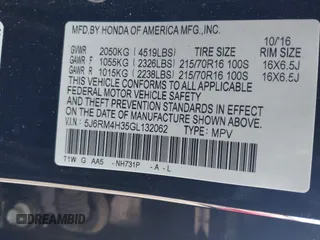 MFD.BY HONDA OF AMERICA MFG.,INC. 10/16
GVWR 2050KG (4519LBS) TIRE SIZE RIM SIZE
GAWR F 1055KG (2326LBS) 215/70R16 100S 16X6.5J
GAWR R 1015KG (2238LBS) 215/70R16 100S 16X6.5J
THIS VEHICLE CONFORMS TO ALL APPLICABLE
FEDERAL MOTOR VEHICLE SAFETY STANDARDS IN EFFECT
ON THE DATE OF MANUFACTURE SHOWN ABOVE.
V.I.N.: 5J6RM4H35GL132062 TYPE: MPV
T1W G AA5 -NH731P -A-L
DREAMBID